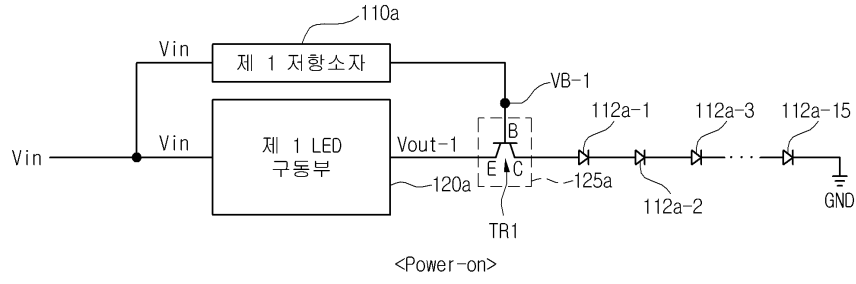 110a
Vin
제 1 저항소자
VB-1
112a-1
112a-3
112a-15
Vin
Vin
제 1 LED
구동부
Vout-1
B
E
C
120a
125a
112a-2
GND
TR1
<Power-on>